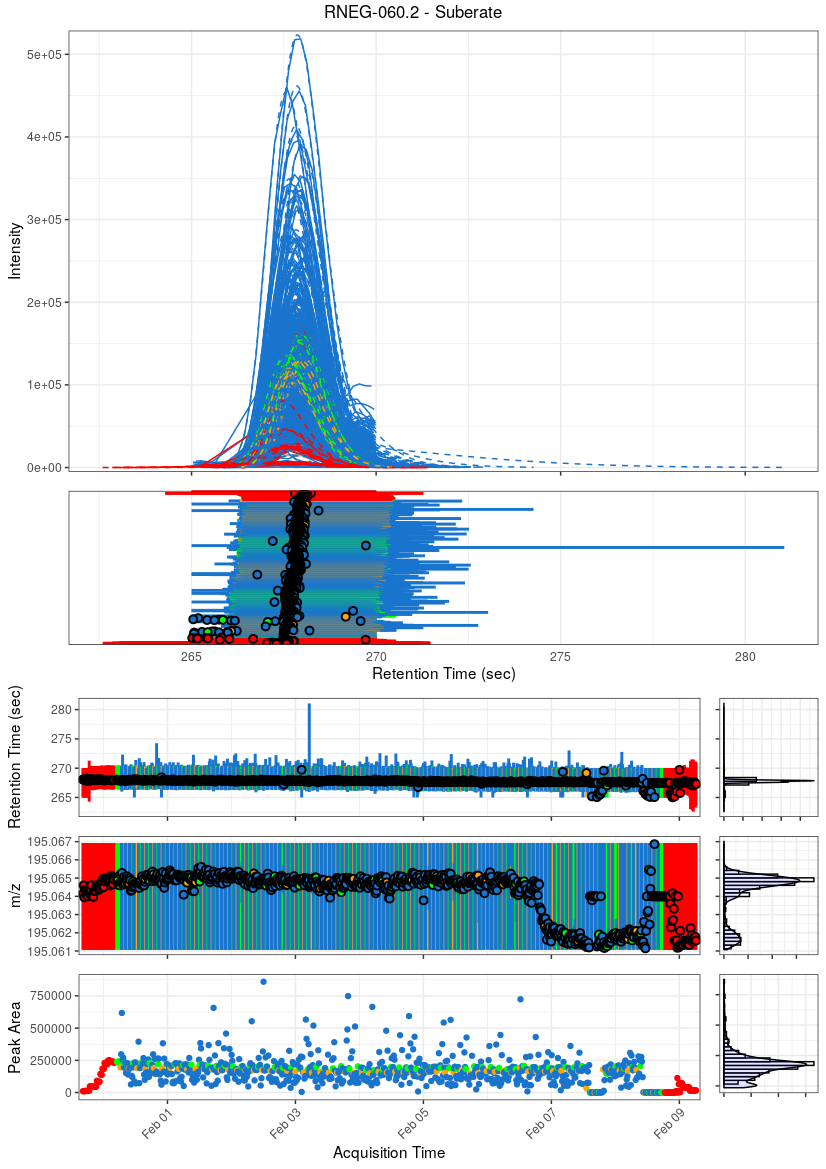 RNEG-060.2 - Suberate
Intensity
5e+05
4e+05
3e+05
2e+05
1e+05
0e+00
265
270
275
280
Retention Time (sec)
Retention Time (sec)
280
275
270
265
m/z
195.067
195.066
195.065
195.064
195.063
195.062
195.061
Peak Area
750000
500000
250000
0
Feb 01
Feb 03
Feb 05
Feb 07
Feb 09
Acquisition Time